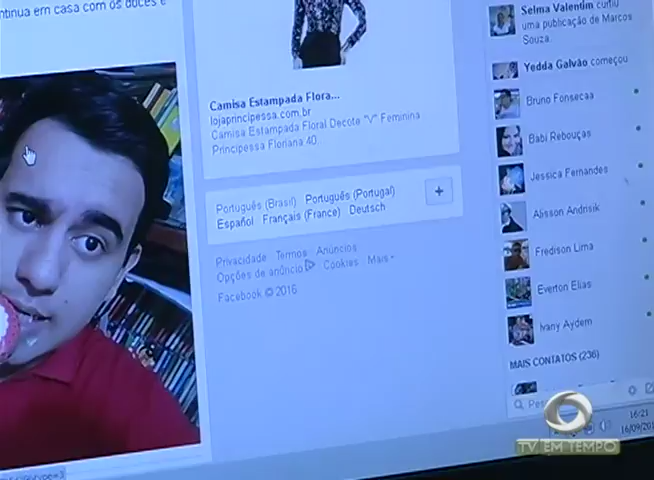 ntinua em casa com os doces e
Camisa Estampada Flora...
lojaprincipessa.com.br
Camisa Estampada Floral Decote "V" Feminina
Principessa Floriana 40.
Português (Brasil) Português (Portugal)
Español Français (France) Deutsch
+
Privacidade Termos Anúncios
Opções de anúncio Cookies Mais
Facebook © 2016
Selma Valentim curtiu
uma publicação de Marcos
Souza.
Yedda Galvão começou
Bruno Fonsecaa
Babi Rebouças
Jessica Fernandes
Alisson Andrisik
Fredison Lima
Everton Elias
Ivany Aydem
MAIS CONTATOS (236)
16:21
16/09/201
TV EM TEMPO